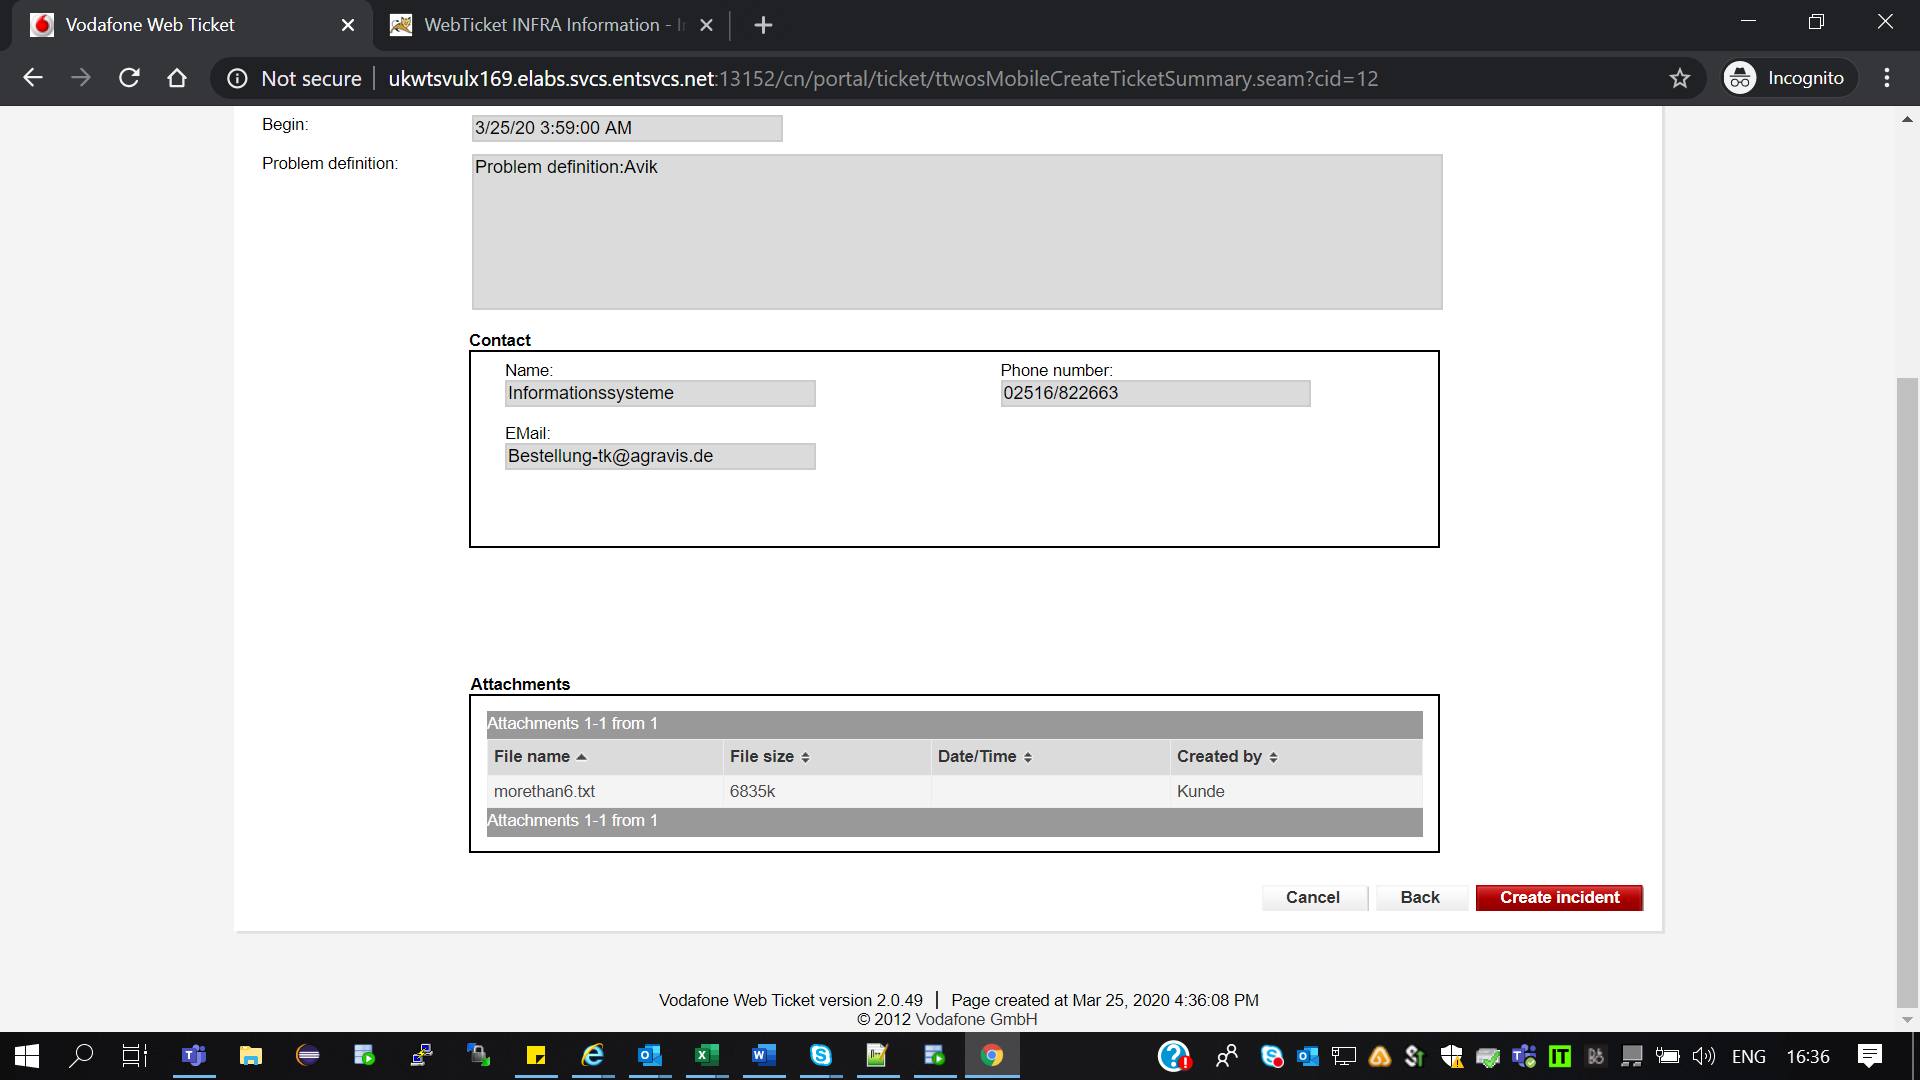 Vodafone Web Ticket
WebTicket INFRA Information - I
Not secure
ukwtsvulx169.elabs.svcs.entsvcs.net:13152/cn/portal/ticket/ttwosMobileCreateTicketSummary.seam?cid=12
Incognito
Begin:
3/25/20 3:59:00 AM
Problem definition:
Problem definition:Avik
Contact
Name:
Phone number:
Informationssysteme
02516/822663
EMail:
Bestellung-tk@agravis.de
Attachments
Attachments 1-1 from 1
File name
File size
Date/Time
Created by
morethan6.txt
6835k
Kunde
Attachments 1-1 from 1
Cancel
Back
Create incident
Vodafone Web Ticket version 2.0.49 | Page created at Mar 25, 2020 4:36:08 PM
© 2012 Vodafone GmbH
ENG
16:36